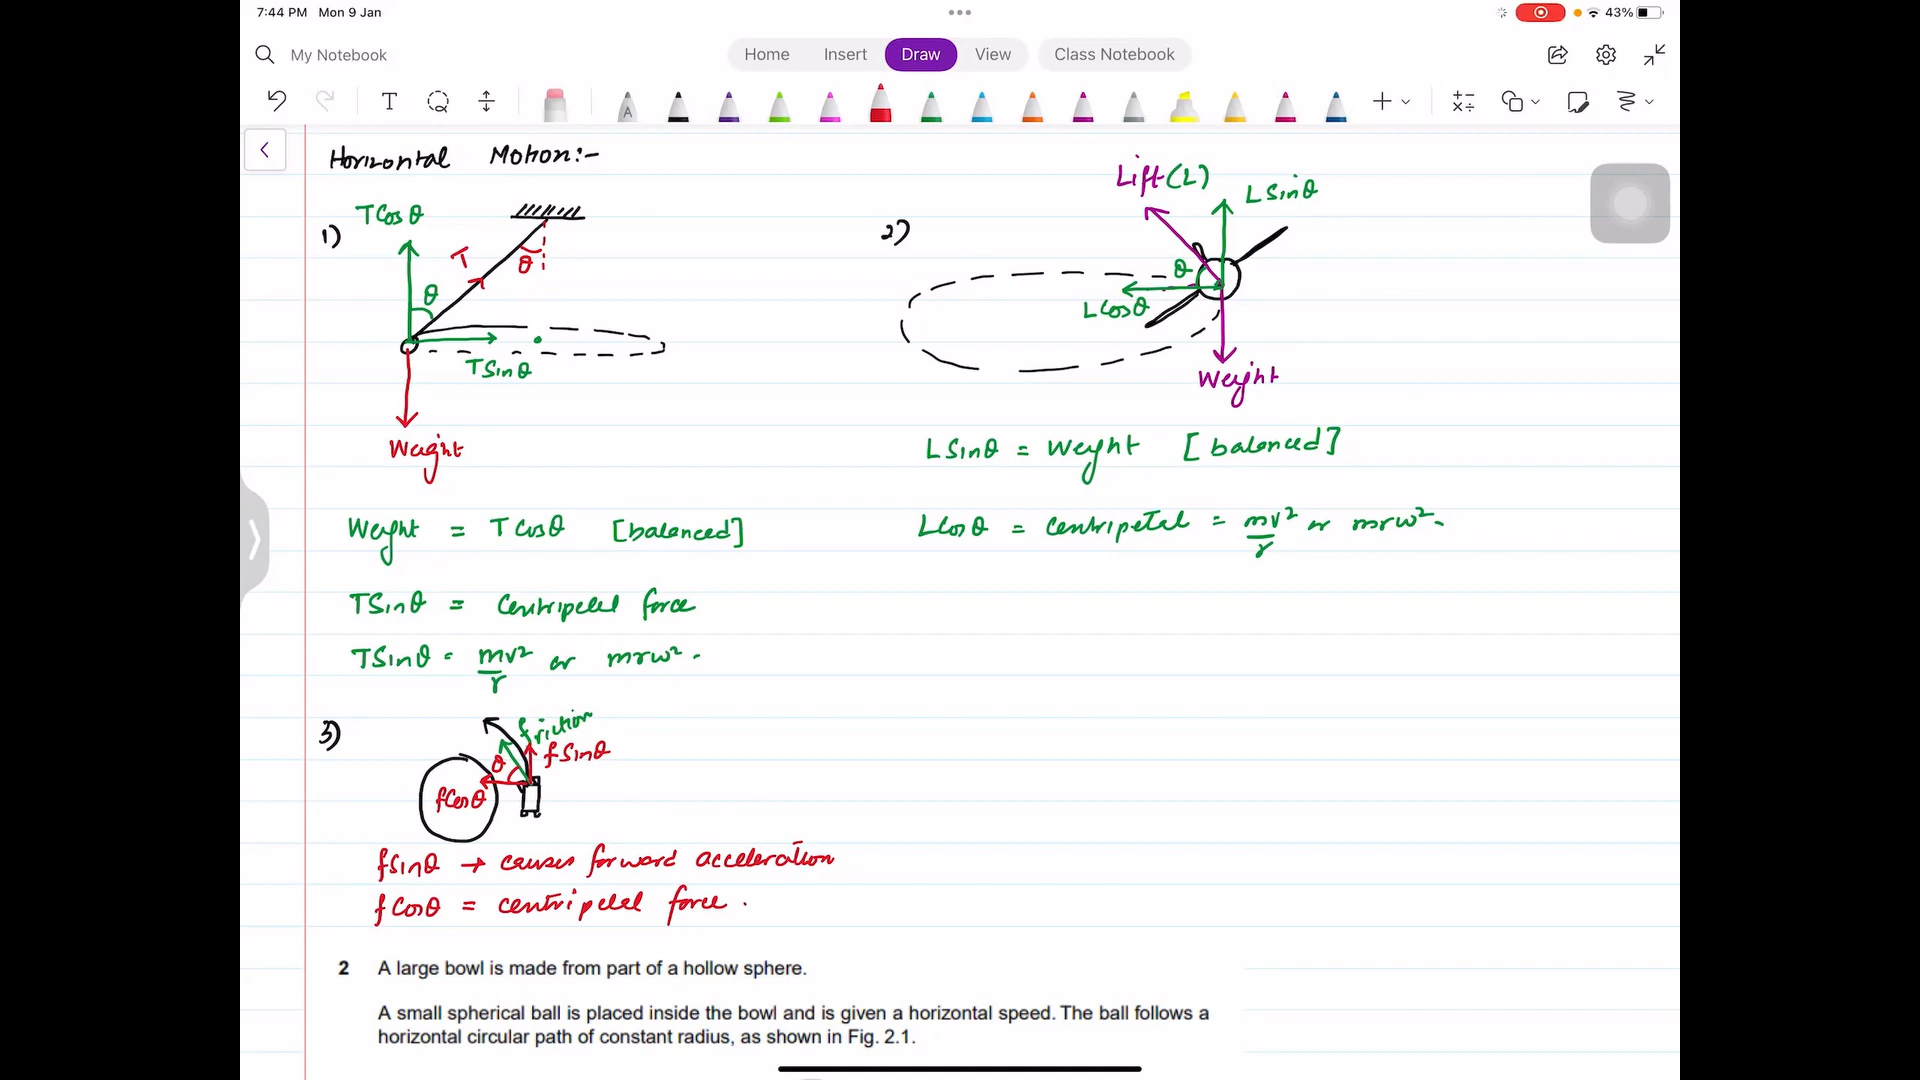 7:44 PM Mon 9 Jan
43%
My Notebook
Home Insert Draw View Class Notebook
T
A
Horizontal Motion:-
1)
TCosθ
T
θ
θ
TSinθ
Weight
Weight = TCosθ [balanced]
TSinθ = Centripetal force
TSinθ = mv²/r or mrω².
2)
Lift(L)
LSinθ
θ
LCosθ
Weight
LSinθ = Weight [balanced]
LCosθ = Centripetal = mv²/r or mrω².
3)
friction
fSinθ
θ
fCosθ
fSinθ → causes forward acceleration
fCosθ = centripetal force.
2 A large bowl is made from part of a hollow sphere.
A small spherical ball is placed inside the bowl and is given a horizontal speed. The ball follows a
horizontal circular path of constant radius, as shown in Fig. 2.1.